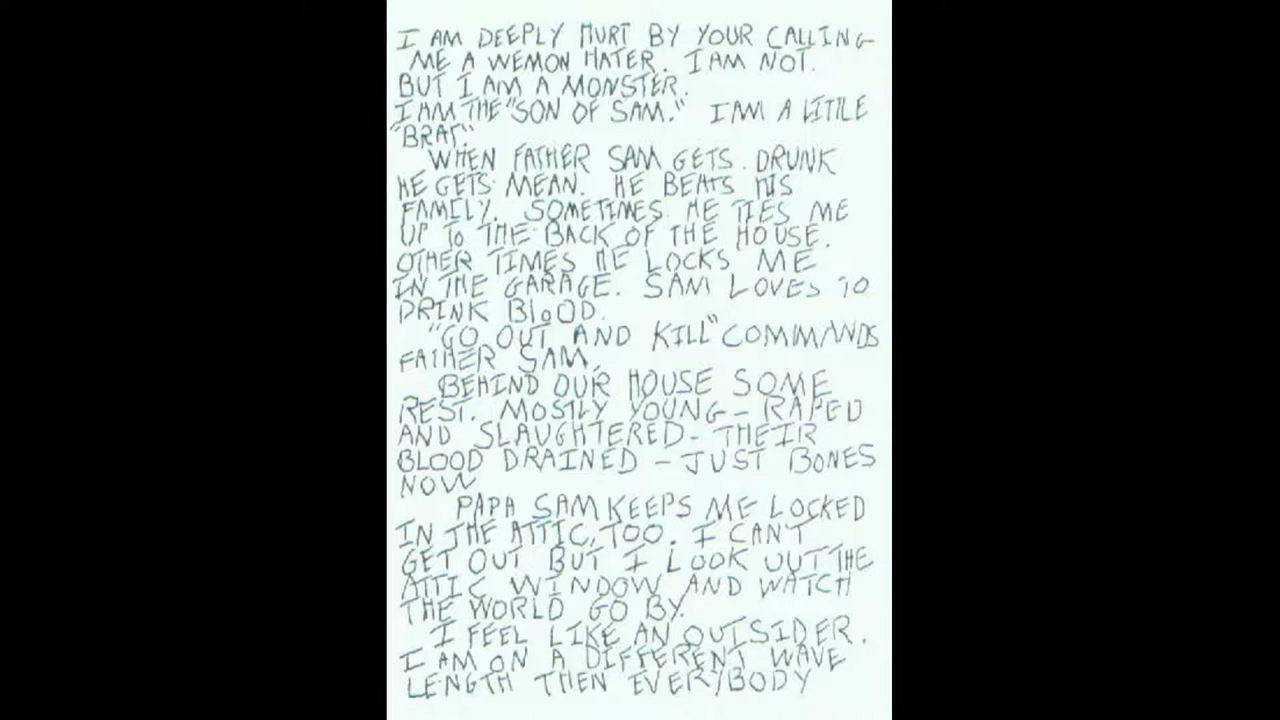 I AM DEEPLY HURT BY YOUR CALLING
ME A WEMON HATER. I AM NOT.
BUT I AM A MONSTER.
I AM THE "SON OF SAM." I AM A LITTLE
"BRAT".
WHEN FATHER SAM GETS DRUNK
HE GETS MEAN. HE BEATS HIS
FAMILY. SOMETIMES HE TIES ME
UP TO THE BACK OF THE HOUSE.
OTHER TIMES HE LOCKS ME
IN THE GARAGE. SAM LOVES TO
DRINK BLOOD.
"GO OUT AND KILL" COMMANDS
FATHER SAM.
BEHIND OUR HOUSE SOME
REST. MOSTLY YOUNG - RAPED
AND SLAUGHTERED - THEIR
BLOOD DRAINED - JUST BONES
NOW
PAPA SAM KEEPS ME LOCKED
IN THE ATTIC, TOO. I CAN'T
GET OUT BUT I LOOK OUT THE
ATTIC WINDOW AND WATCH
THE WORLD GO BY.
I FEEL LIKE AN OUTSIDER.
I AM ON A DIFFERENT WAVE
LENGTH THEN EVERYBODY